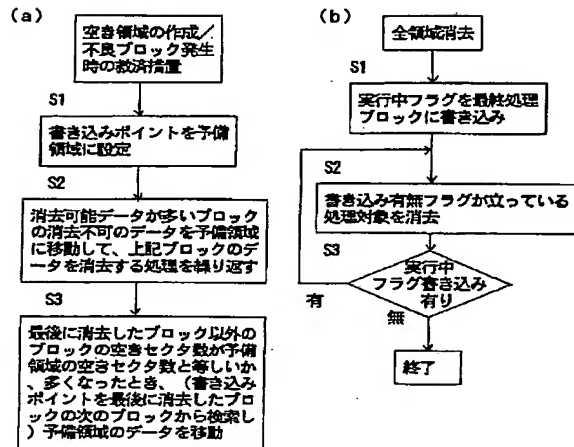 (a)
空き領域の作成/
不良ブロック発生
時の救済措置
S1
書き込みポイントを予備
領域に設定
S2
消去可能データが多いブロック
の消去不可のデータを予備領域
に移動して、上記ブロックのデ
ータを消去する処理を繰り返す
S3
最後に消去したブロック以外の
ブロックの空きセクタ数が予備
領域の空きセクタ数と等しいか
、多くなったとき、(書き込み
ポイントを最後に消去したブ
ロックの次のブロックから検索し
)予備領域のデータを移動
(b)
全領域消去
S1
実行中フラグを最終処理
ブロックに書き込み
S2
書き込み有無フラグが立っている
処理対象を消去
S3
実行中
フラグ書き込み
有り
有
無
終了